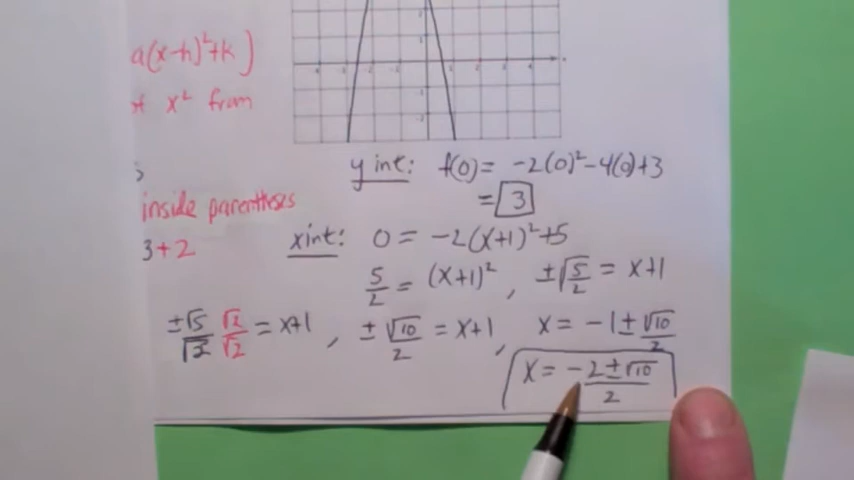 a(x-h)²+k)
of x² from
y int: f(0) = -2(0)²-4(0)+3
= 3
inside parentheses
3+2
x int: 0 = -2(x+1)²+5
5/2 = (x+1)² , ±√5/2 = x+1
±√5/√2 √2/√2 = x+1 , ±√10/2 = x+1 , x = -1±√10/2
x = -2±√10/2